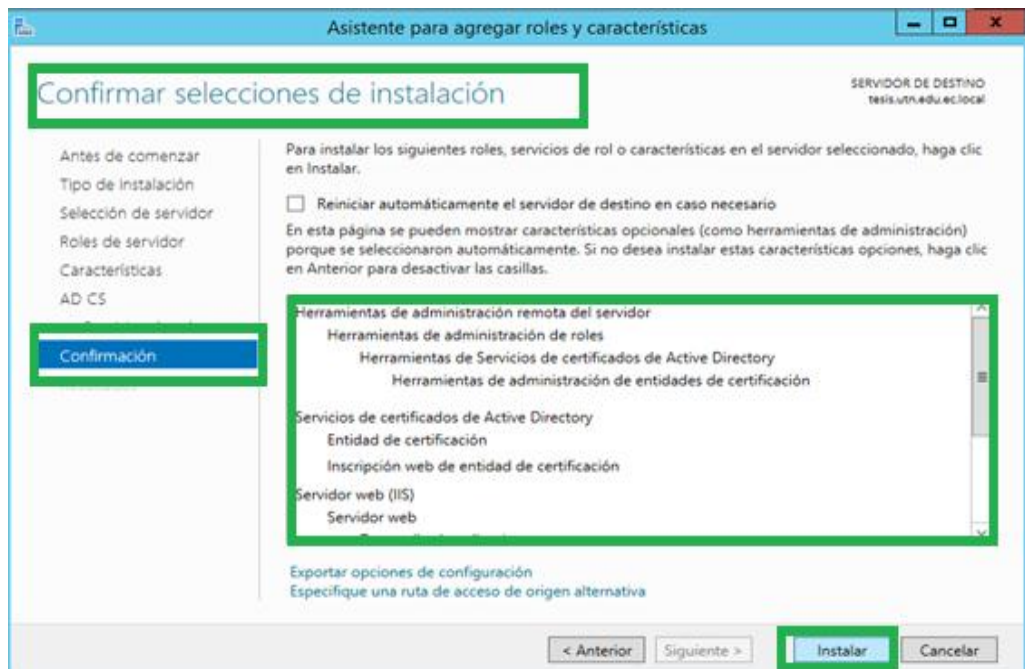 Asistente para agregar roles y características
Confirmar selecciones de instalación
SERVIDOR DE DESTINO
tesis.utn.edu.ec.local
Antes de comenzar
Tipo de instalación
Selección de servidor
Roles de servidor
Características
AD CS
Confirmación
Para instalar los siguientes roles, servicios de rol o características en el servidor seleccionado, haga clic
en Instalar.
Reiniciar automáticamente el servidor de destino en caso necesario
En esta página se pueden mostrar características opcionales (como herramientas de administración)
porque se seleccionaron automáticamente. Si no desea instalar estas características opciones, haga clic
en Anterior para desactivar las casillas.
Herramientas de administración remota del servidor
Herramientas de administración de roles
Herramientas de Servicios de certificados de Active Directory
Herramientas de administración de entidades de certificación
Servicios de certificados de Active Directory
Entidad de certificación
Inscripción web de entidad de certificación
Servidor web (IIS)
Servidor web
Exportar opciones de configuración
Especifique una ruta de acceso de origen alternativa
< Anterior
Siguiente >
Instalar
Cancelar